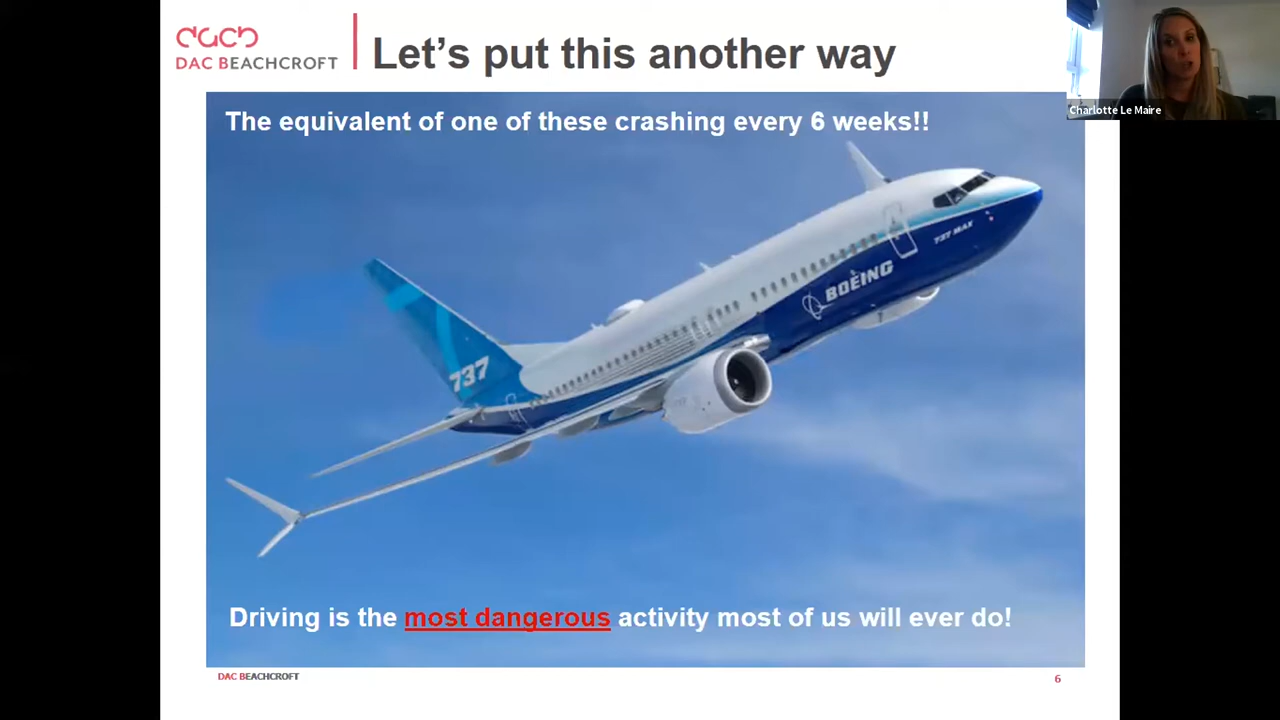 DAC BEACHCROFT
Let's put this another way
Charlotte Le Maire
The equivalent of one of these crashing every 6 weeks!!
737 MAX
BOEING
737
Driving is the most dangerous activity most of us will ever do!
DAC BEACHCROFT
6